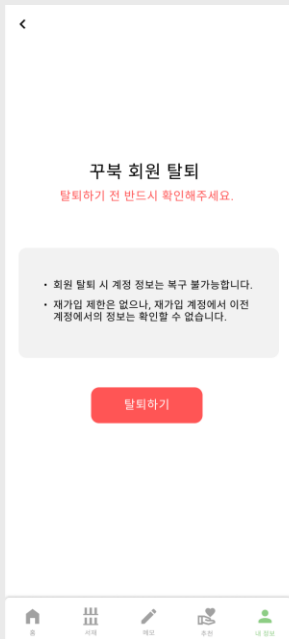 꾸북 회원 탈퇴
탈퇴하기 전 반드시 확인해주세요.
• 회원 탈퇴 시 계정 정보는 복구 불가능합니다.
• 재가입 제한은 없으나, 재가입 계정에서 이전
계정에서의 정보는 확인할 수 없습니다.
탈퇴하기
홈 서재 메모 추천 내 정보